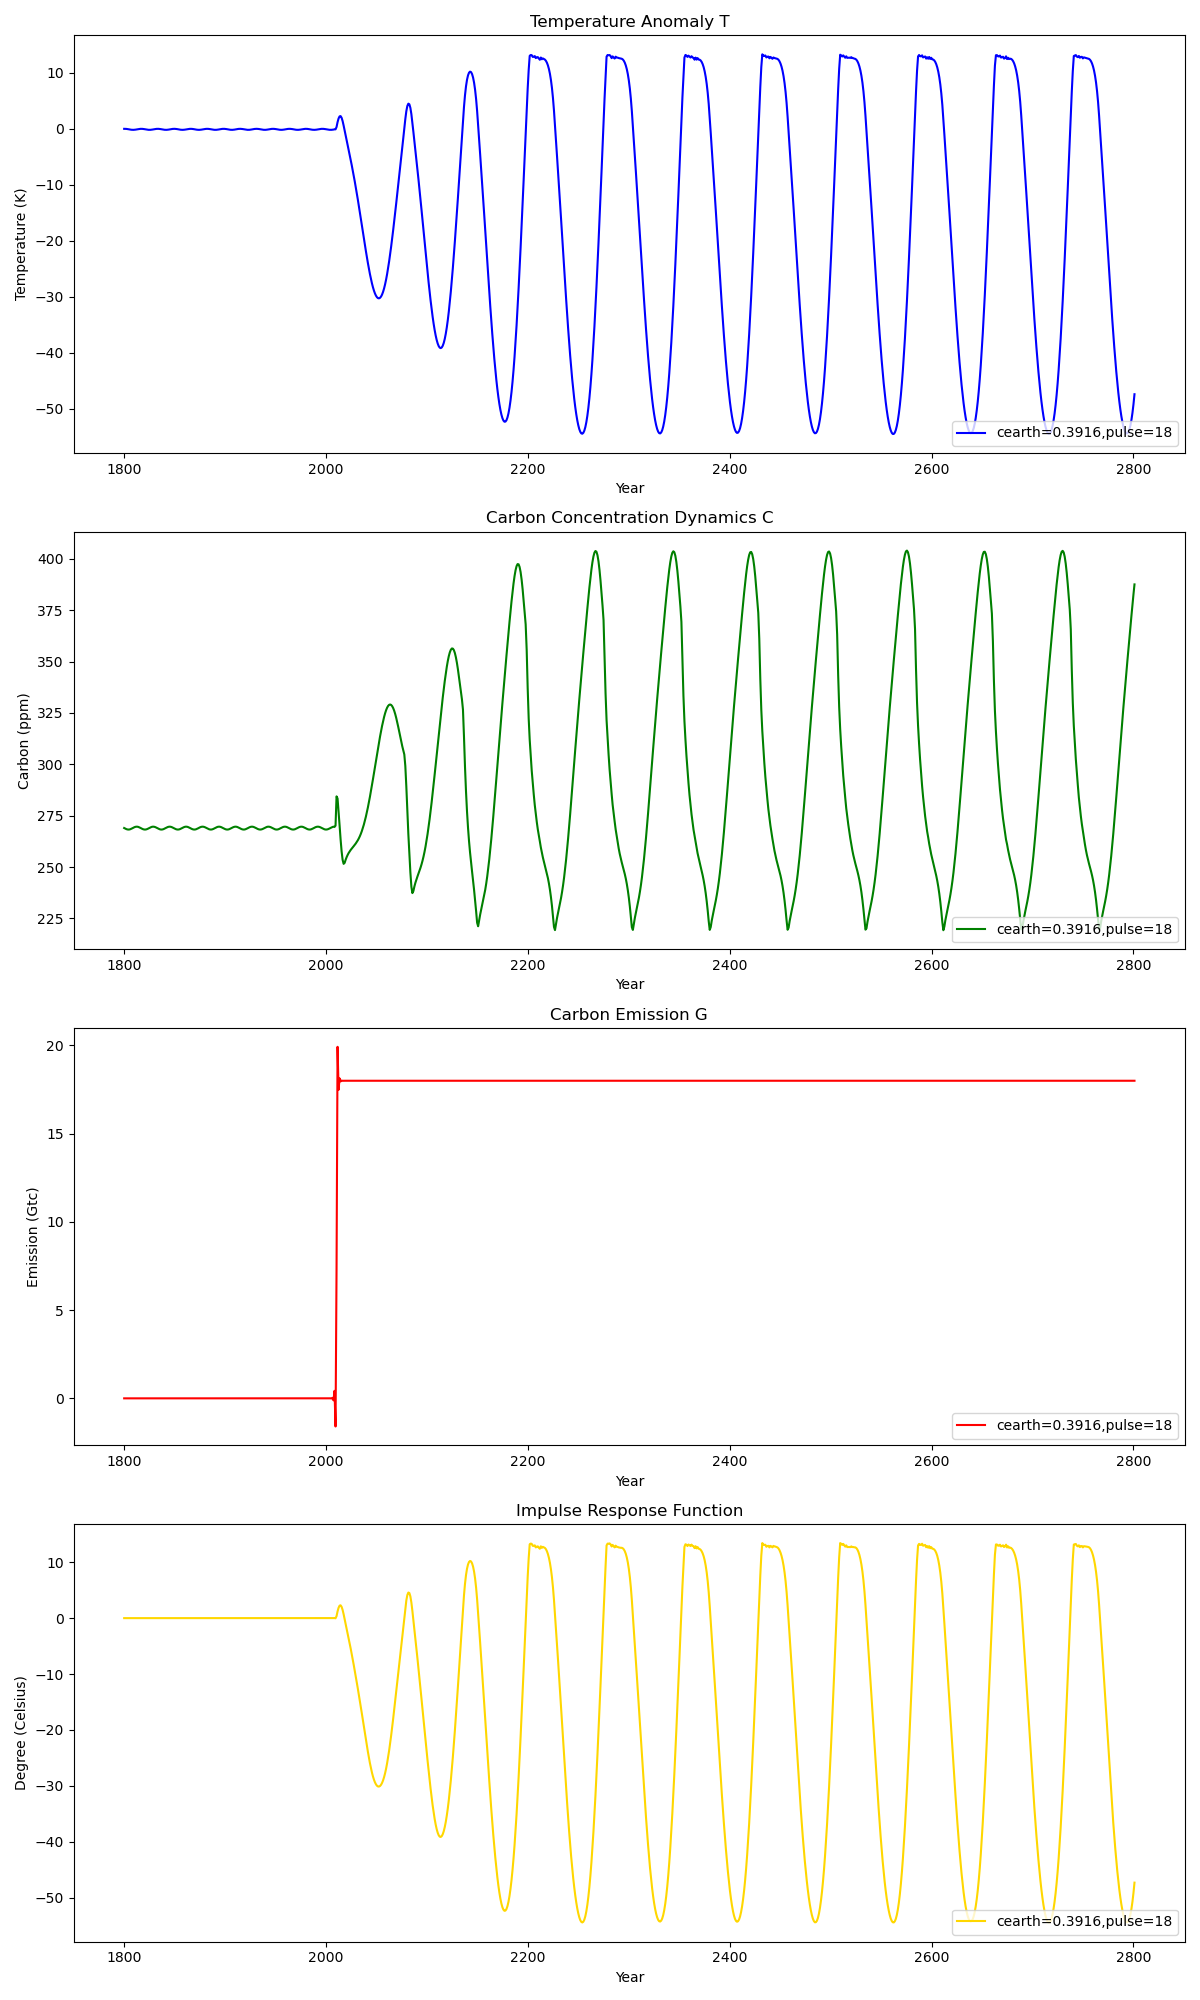 Temperature Anomaly T
10
0
−10
−20
−30
−40
−50
Temperature (K)
cearth=0.3916,pulse=18
1800 2000 2200 2400 2600 2800
Year
Carbon Concentration Dynamics C
400
375
350
325
300
275
250
225
Carbon (ppm)
cearth=0.3916,pulse=18
1800 2000 2200 2400 2600 2800
Year
Carbon Emission G
20
15
10
5
0
Emission (Gtc)
cearth=0.3916,pulse=18
1800 2000 2200 2400 2600 2800
Year
Impulse Response Function
10
0
−10
−20
−30
−40
−50
Degree (Celsius)
cearth=0.3916,pulse=18
1800 2000 2200 2400 2600 2800
Year